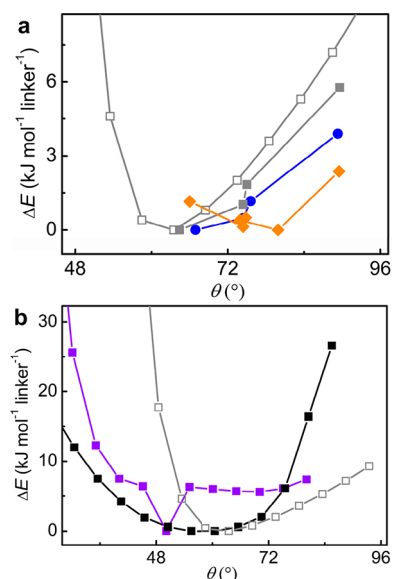 a
6
3
0
ΔE (kJ mol⁻¹ linker⁻¹)
48 72 96
θ (°)
b
30
20
10
0
ΔE (kJ mol⁻¹ linker⁻¹)
48 72 96
θ (°)